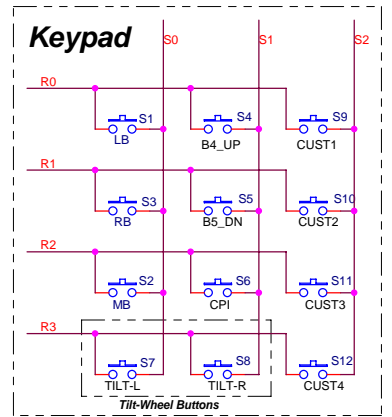 Keypad
S0
S1
S2
R0
S1
S4
S9
LB
B4_UP
CUST1
R1
S3
S5
S10
RB
B5_DN
CUST2
R2
S2
S6
S11
MB
CPI
CUST3
R3
S7
S8
S12
TILT-L
TILT-R
CUST4
Tilt-Wheel Buttons